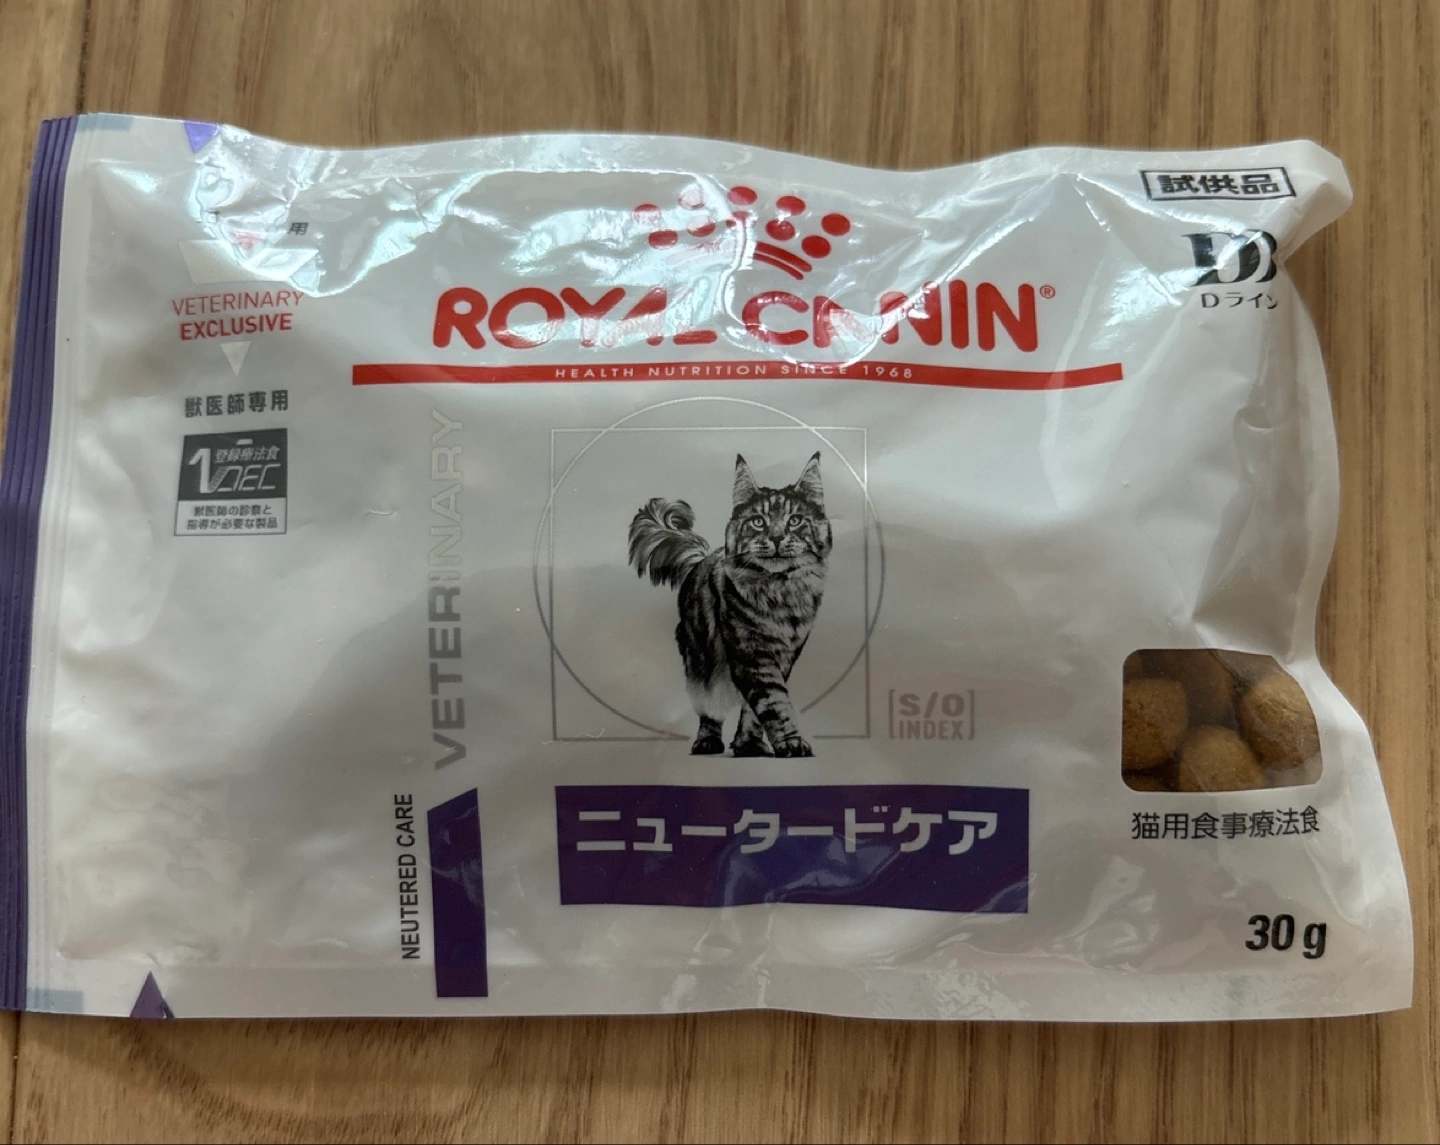 試供品
Dライン
用
VETERINARY
EXCLUSIVE
獣医師専用
登録療法食
獣医師の診察と
指導が必要な製品
ROYAL CANIN®
HEALTH NUTRITION SINCE 1968
VETERINARY
[S/O]
[INDEX]
ニュータードケア
NEUTERED CARE
猫用食事療法食
30g